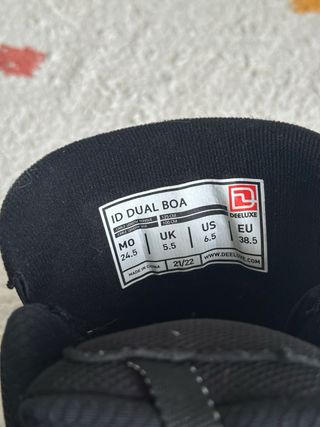 ID DUAL BOA
DEELUXE
MO UK US EU
24.5 5.5 6.5 38.5
MADE IN CHINA 21/22 WWW.DEELUXE.COM